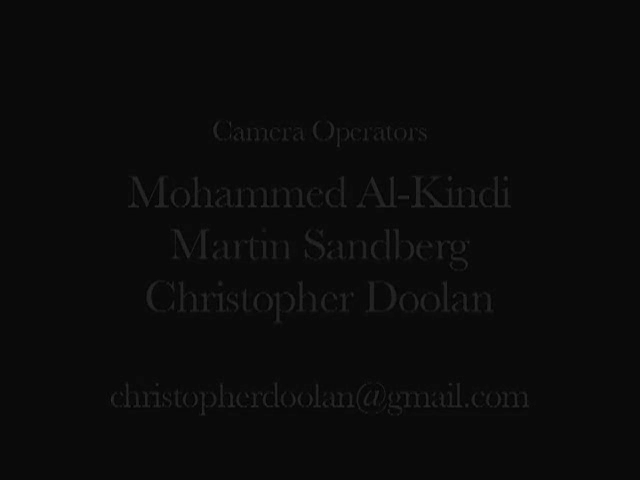 Camera Operators
Mohammed Al-Kindi
Martin Sandberg
Christopher Doolan
christopherdoolan@gmail.com